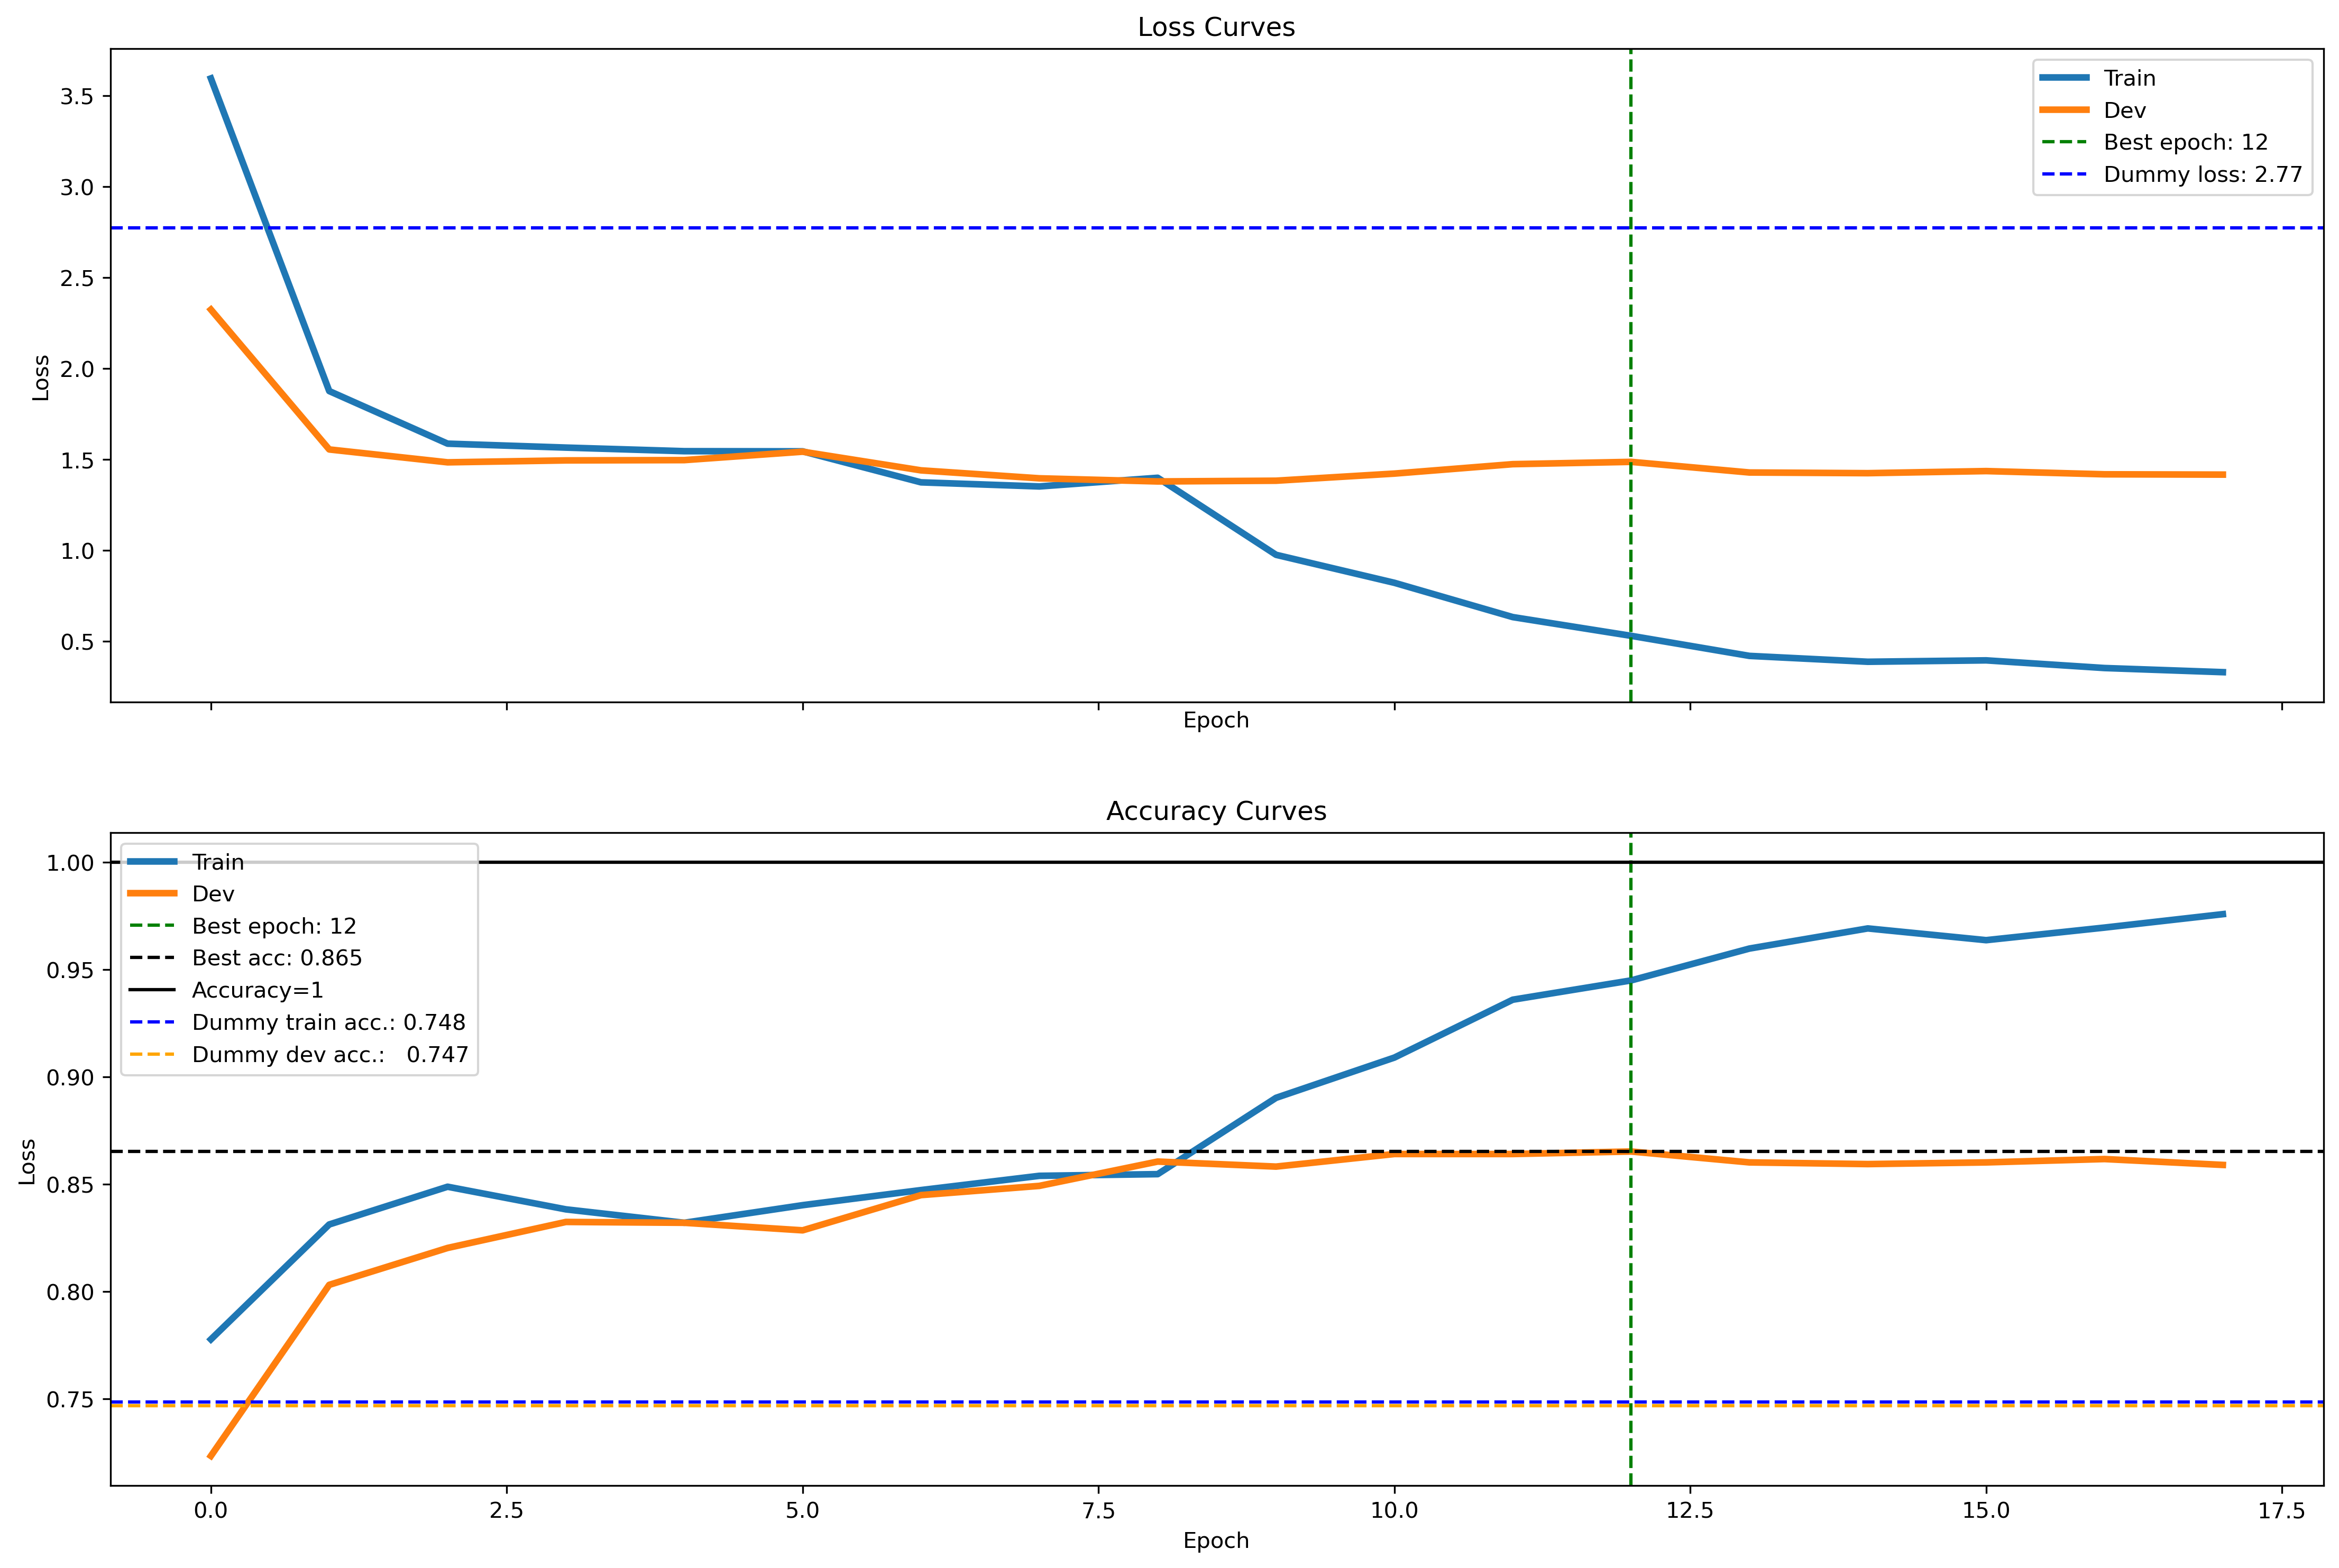 Loss Curves
3.5
3.0
2.5
2.0
1.5
1.0
0.5
Loss
Train
Dev
Best epoch: 12
Dummy loss: 2.77
Epoch
Accuracy Curves
1.00
0.95
0.90
0.85
0.80
0.75
Loss
Train
Dev
Best epoch: 12
Best acc: 0.865
Accuracy=1
Dummy train acc.: 0.748
Dummy dev acc.: 0.747
0.0 2.5 5.0 7.5 10.0 12.5 15.0 17.5
Epoch